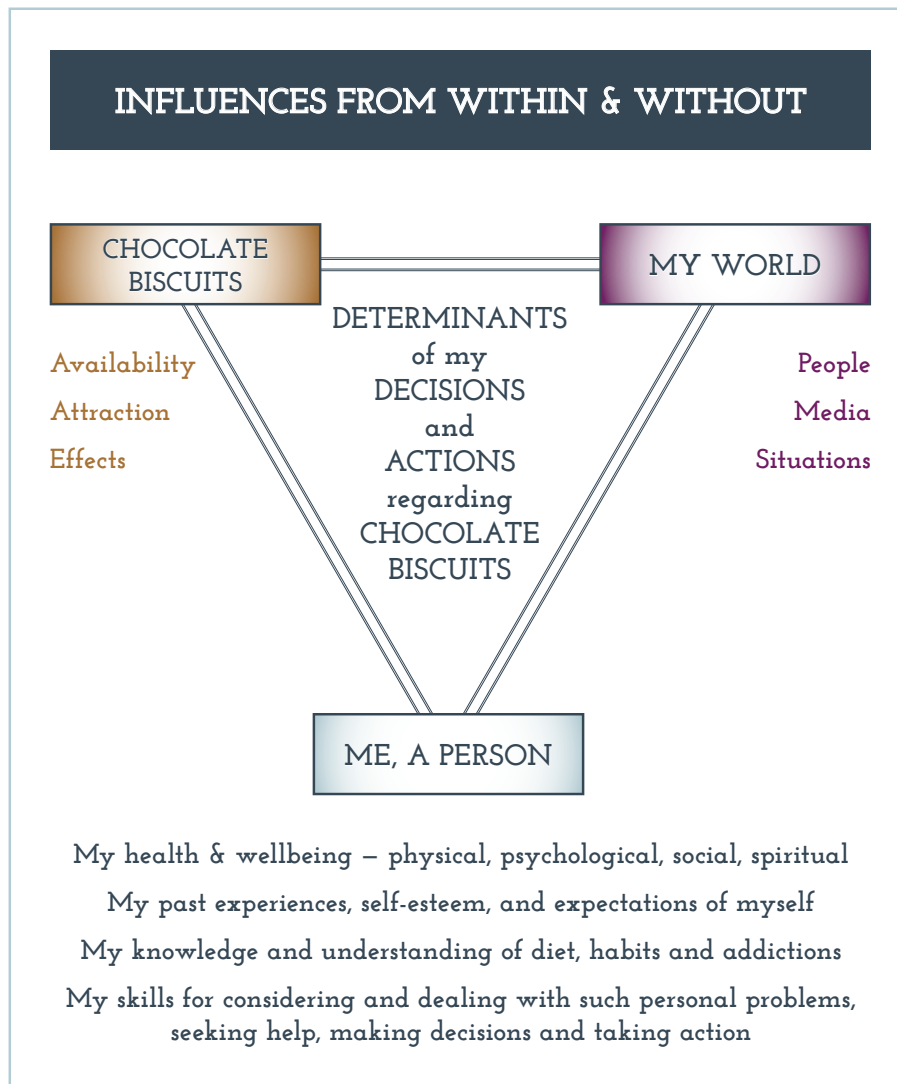 INFLUENCES FROM WITHIN & WITHOUT
CHOCOLATE
BISCUITS
MY WORLD
DETERMINANTS
of my
DECISIONS
and
ACTIONS
regarding
CHOCOLATE
BISCUITS
Availability
Attraction
Effects
People
Media
Situations
ME, A PERSON
My health & wellbeing – physical, psychological, social, spiritual
My past experiences, self-esteem, and expectations of myself
My knowledge and understanding of diet, habits and addictions
My skills for considering and dealing with such personal problems,
seeking help, making decisions and taking action